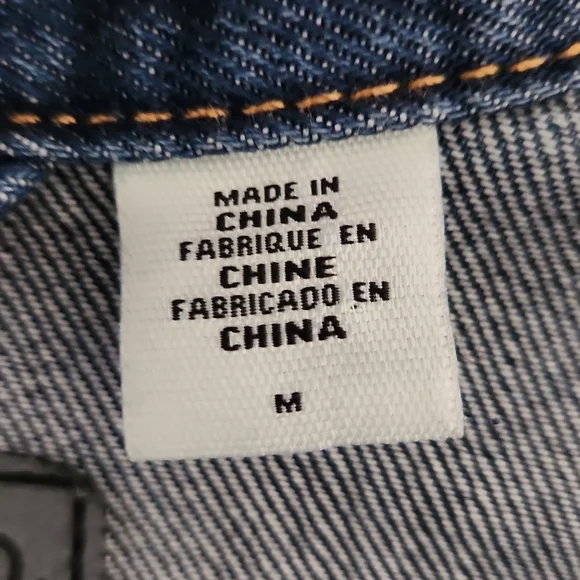 MADE IN
CHINA
FABRIQUE EN
CHINE
FABRICADO EN
CHINA
M